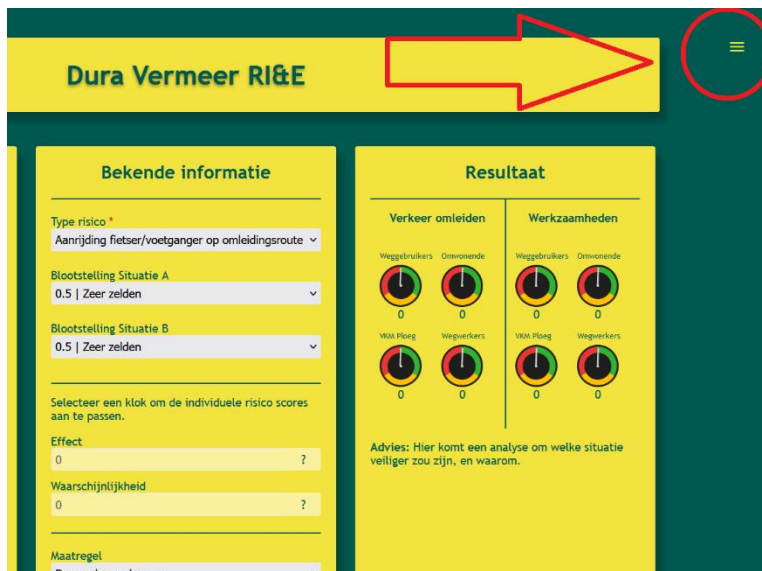 Dura Vermeer RI&E
Bekende informatie
Type risico *
Aanrijding fietser/voetganger op omleidingsroute
Blootstelling Situatie A
0.5 | Zeer zelden
Blootstelling Situatie B
0.5 | Zeer zelden
Selecteer een klok om de individuele risico scores
aan te passen.
Effect
0 ?
Waarschijnlijkheid
0 ?
Maatregel
Resultaat
Verkeer omleiden
Weggebruikers Omwonende
0 0
VKM Ploeg Wegwerkers
0 0
Werkzaamheden
Weggebruikers Omwonende
0 0
VKM Ploeg Wegwerkers
0 0
Advies: Hier komt een analyse om welke situatie
veiliger zou zijn, en waarom.